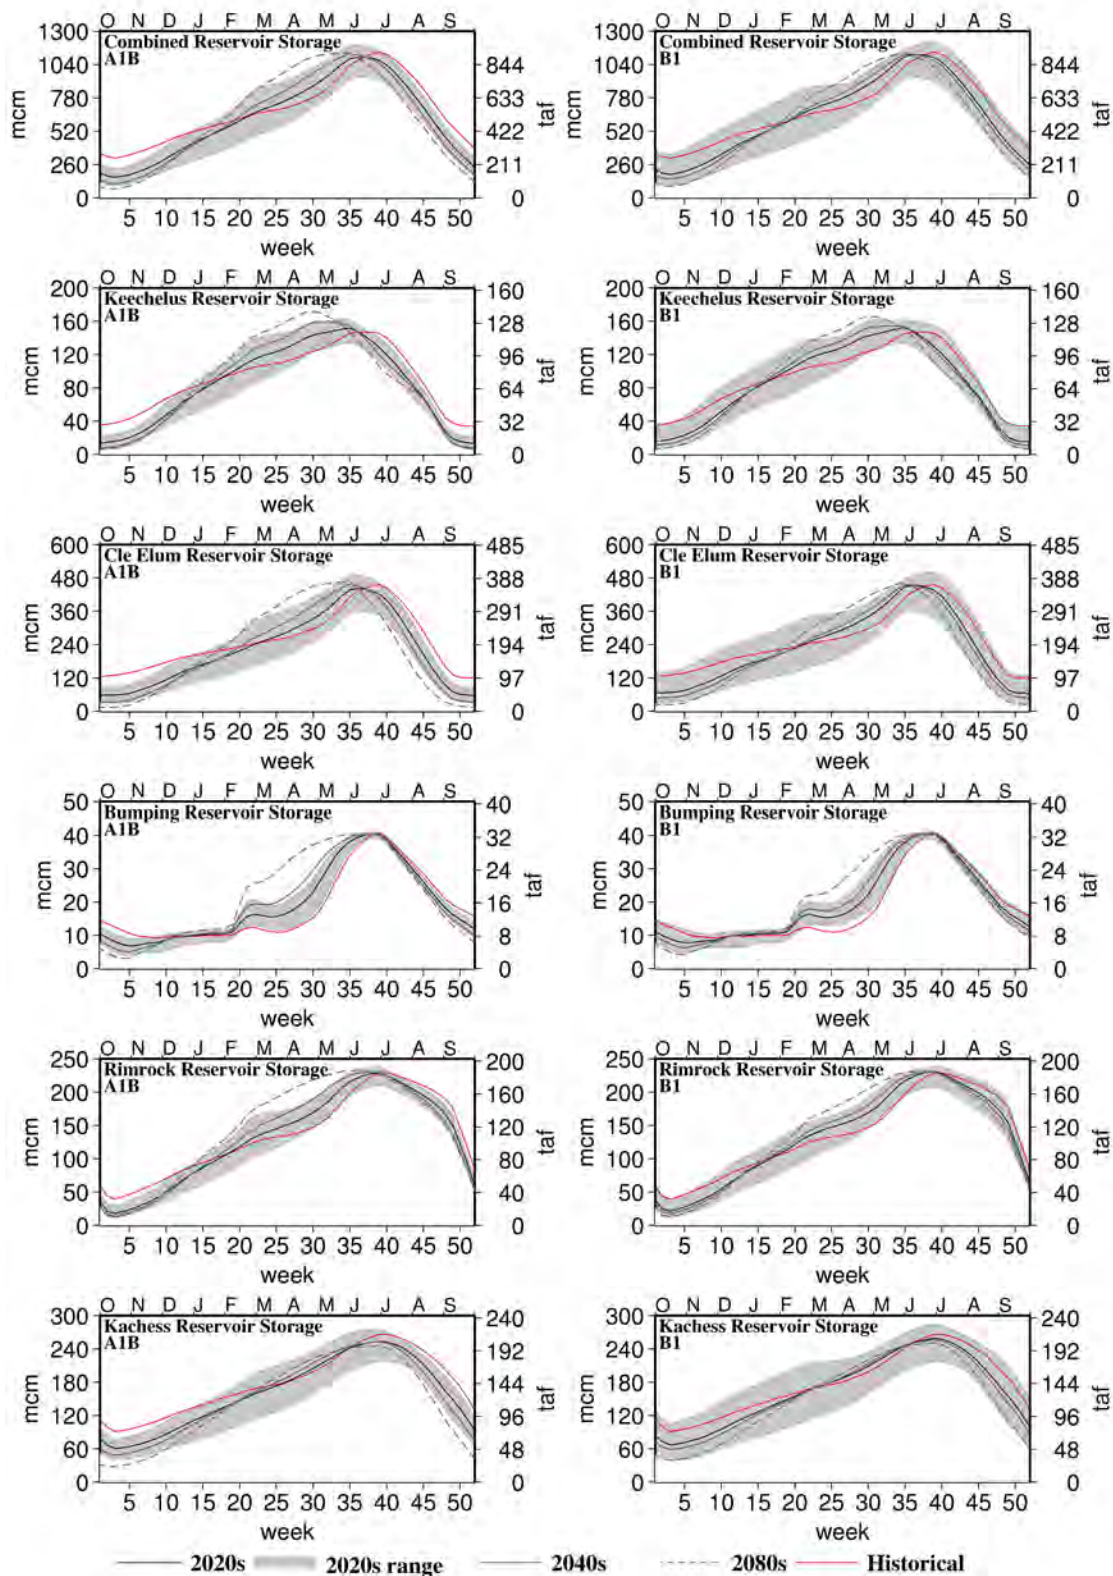 O N D J F M A M J J A S
O N D J F M A M J J A S
Combined Reservoir Storage
A1B
Combined Reservoir Storage
B1
1300 1040 780 520 260 0
mcm
844 633 422 211 0
taf
1300 1040 780 520 260 0
mcm
844 633 422 211 0
taf
5 10 15 20 25 30 35 40 45 50
week
5 10 15 20 25 30 35 40 45 50
week
O N D J F M A M J J A S
O N D J F M A M J J A S
Keechelus Reservoir Storage
A1B
Keechelus Reservoir Storage
B1
200 160 120 80 40 0
mcm
160 128 96 64 32 0
taf
200 160 120 80 40 0
mcm
160 128 96 64 32 0
taf
5 10 15 20 25 30 35 40 45 50
week
5 10 15 20 25 30 35 40 45 50
week
O N D J F M A M J J A S
O N D J F M A M J J A S
Cle Elum Reservoir Storage
A1B
Cle Elum Reservoir Storage
B1
600 480 360 240 120 0
mcm
485 388 291 194 97 0
taf
600 480 360 240 120 0
mcm
485 388 291 194 97 0
taf
5 10 15 20 25 30 35 40 45 50
week
5 10 15 20 25 30 35 40 45 50
week
O N D J F M A M J J A S
O N D J F M A M J J A S
Bumping Reservoir Storage
A1B
Bumping Reservoir Storage
B1
50 40 30 20 10 0
mcm
40 32 24 16 8 0
taf
50 40 30 20 10 0
mcm
40 32 24 16 8 0
taf
5 10 15 20 25 30 35 40 45 50
week
5 10 15 20 25 30 35 40 45 50
week
O N D J F M A M J J A S
O N D J F M A M J J A S
Rimrock Reservoir Storage
A1B
Rimrock Reservoir Storage
B1
250 200 150 100 50 0
mcm
200 160 120 80 40 0
taf
250 200 150 100 50 0
mcm
200 160 120 80 40 0
taf
5 10 15 20 25 30 35 40 45 50
week
5 10 15 20 25 30 35 40 45 50
week
O N D J F M A M J J A S
O N D J F M A M J J A S
Kachess Reservoir Storage
A1B
Kachess Reservoir Storage
B1
300 240 180 120 60 0
mcm
240 192 144 96 48 0
taf
300 240 180 120 60 0
mcm
240 192 144 96 48 0
taf
5 10 15 20 25 30 35 40 45 50
week
5 10 15 20 25 30 35 40 45 50
week
2020s 2020s range 2040s 2080s Historical